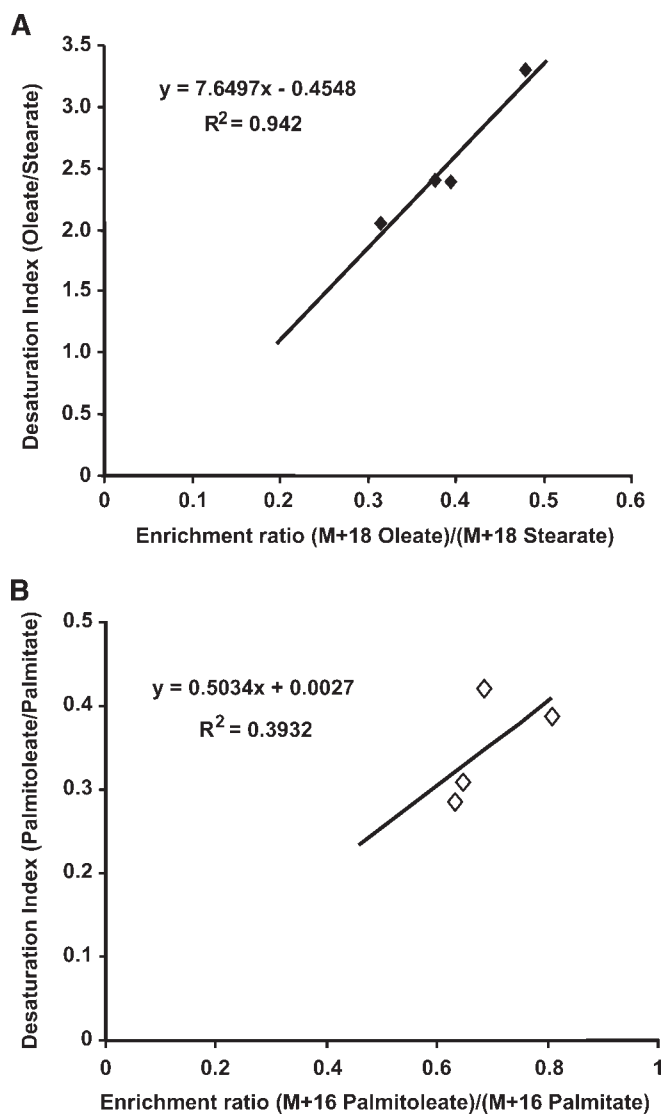 A
Desaturation Index (Oleate/Stearate)
3.5
3.0
2.5
2.0
1.5
1.0
0.5
0
y = 7.6497x - 0.4548
R2 = 0.942
0 0.1 0.2 0.3 0.4 0.5 0.6
Enrichment ratio (M+18 Oleate)/(M+18 Stearate)
B
Desaturation Index (Palmitoleate/Palmitate)
0.5
0.4
0.3
0.2
0.1
0
y = 0.5034x + 0.0027
R2 = 0.3932
0 0.2 0.4 0.6 0.8 1
Enrichment ratio (M+16 Palmitoleate)/(M+16 Palmitate)